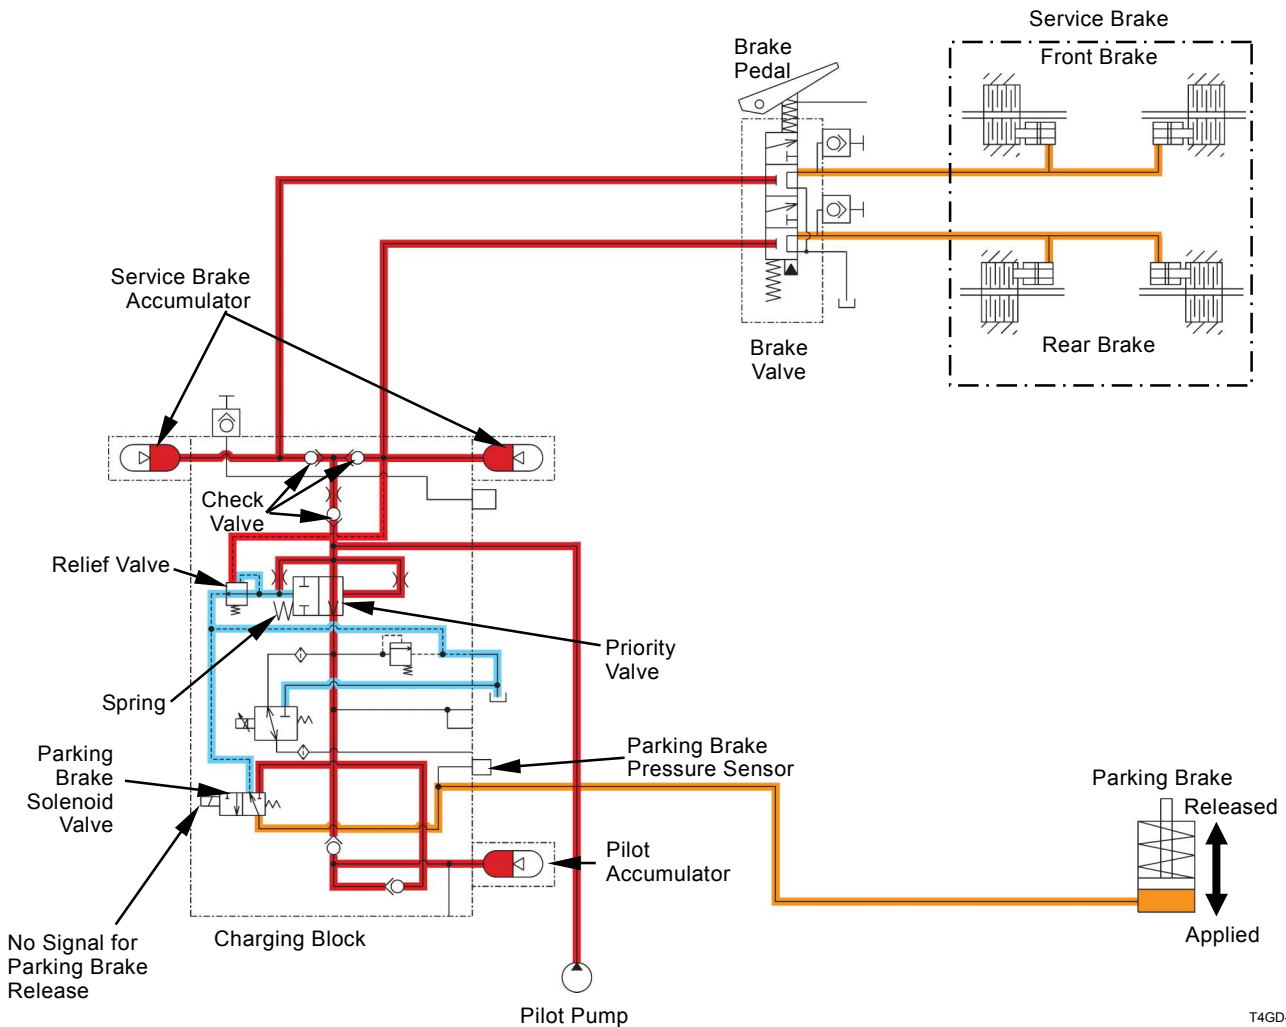 Service Brake
Brake
Pedal
Front Brake
Service Brake
Accumulator
Brake
Valve
Rear Brake
Check
Valve
Relief Valve
Priority
Valve
Spring
Parking
Brake
Solenoid
Valve
Parking Brake
Pressure Sensor
Parking Brake
Released
Pilot
Accumulator
Applied
No Signal for
Parking Brake
Release
Charging Block
Pilot Pump
T4GD-